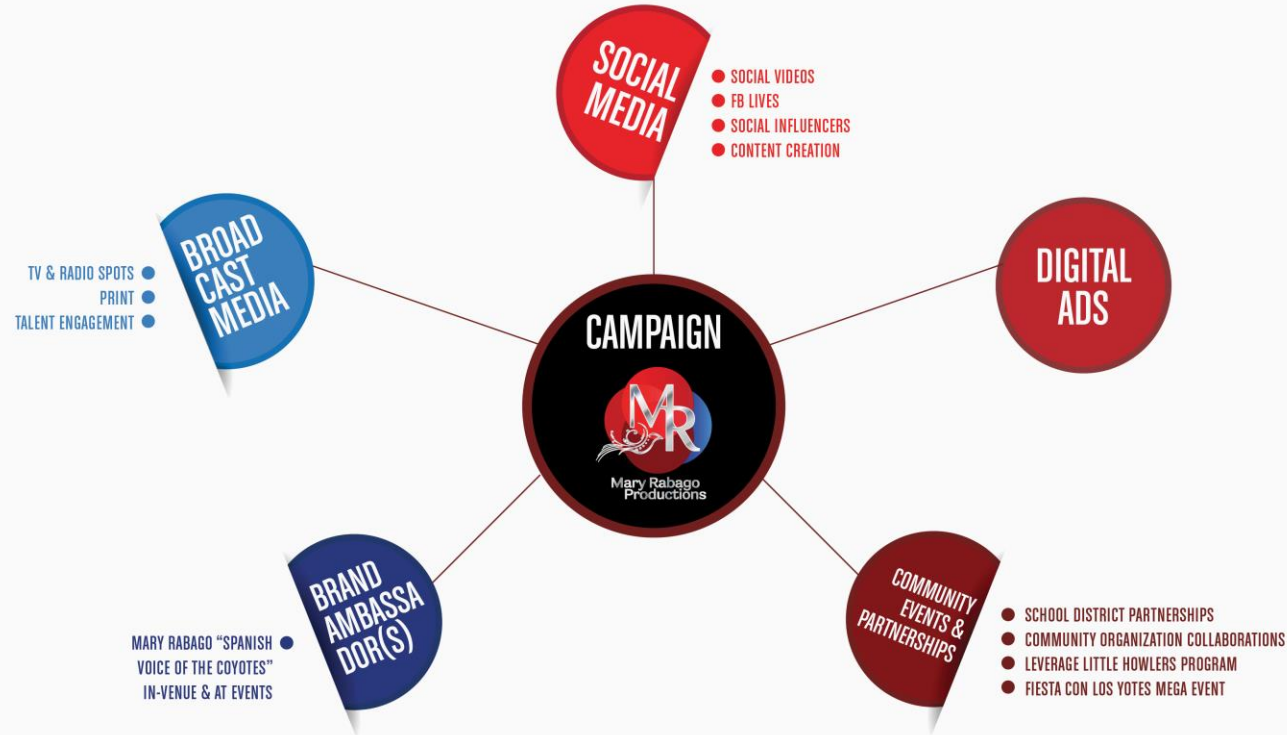 SOCIAL
MEDIA
SOCIAL VIDEOS
FB LIVES
SOCIAL INFLUENCERS
CONTENT CREATION
BROAD
CAST
MEDIA
TV & RADIO SPOTS
PRINT
TALENT ENGAGEMENT
DIGITAL
ADS
CAMPAIGN
MR
Mary Rabago
Productions
BRAND
AMBASSA
DOR(S)
MARY RABAGO “SPANISH
VOICE OF THE COYOTES”
IN-VENUE & AT EVENTS
COMMUNITY
EVENTS &
PARTNERSHIPS
SCHOOL DISTRICT PARTNERSHIPS
COMMUNITY ORGANIZATION COLLABORATIONS
LEVERAGE LITTLE HOWLERS PROGRAM
FIESTA CON LOS YOTES MEGA EVENT